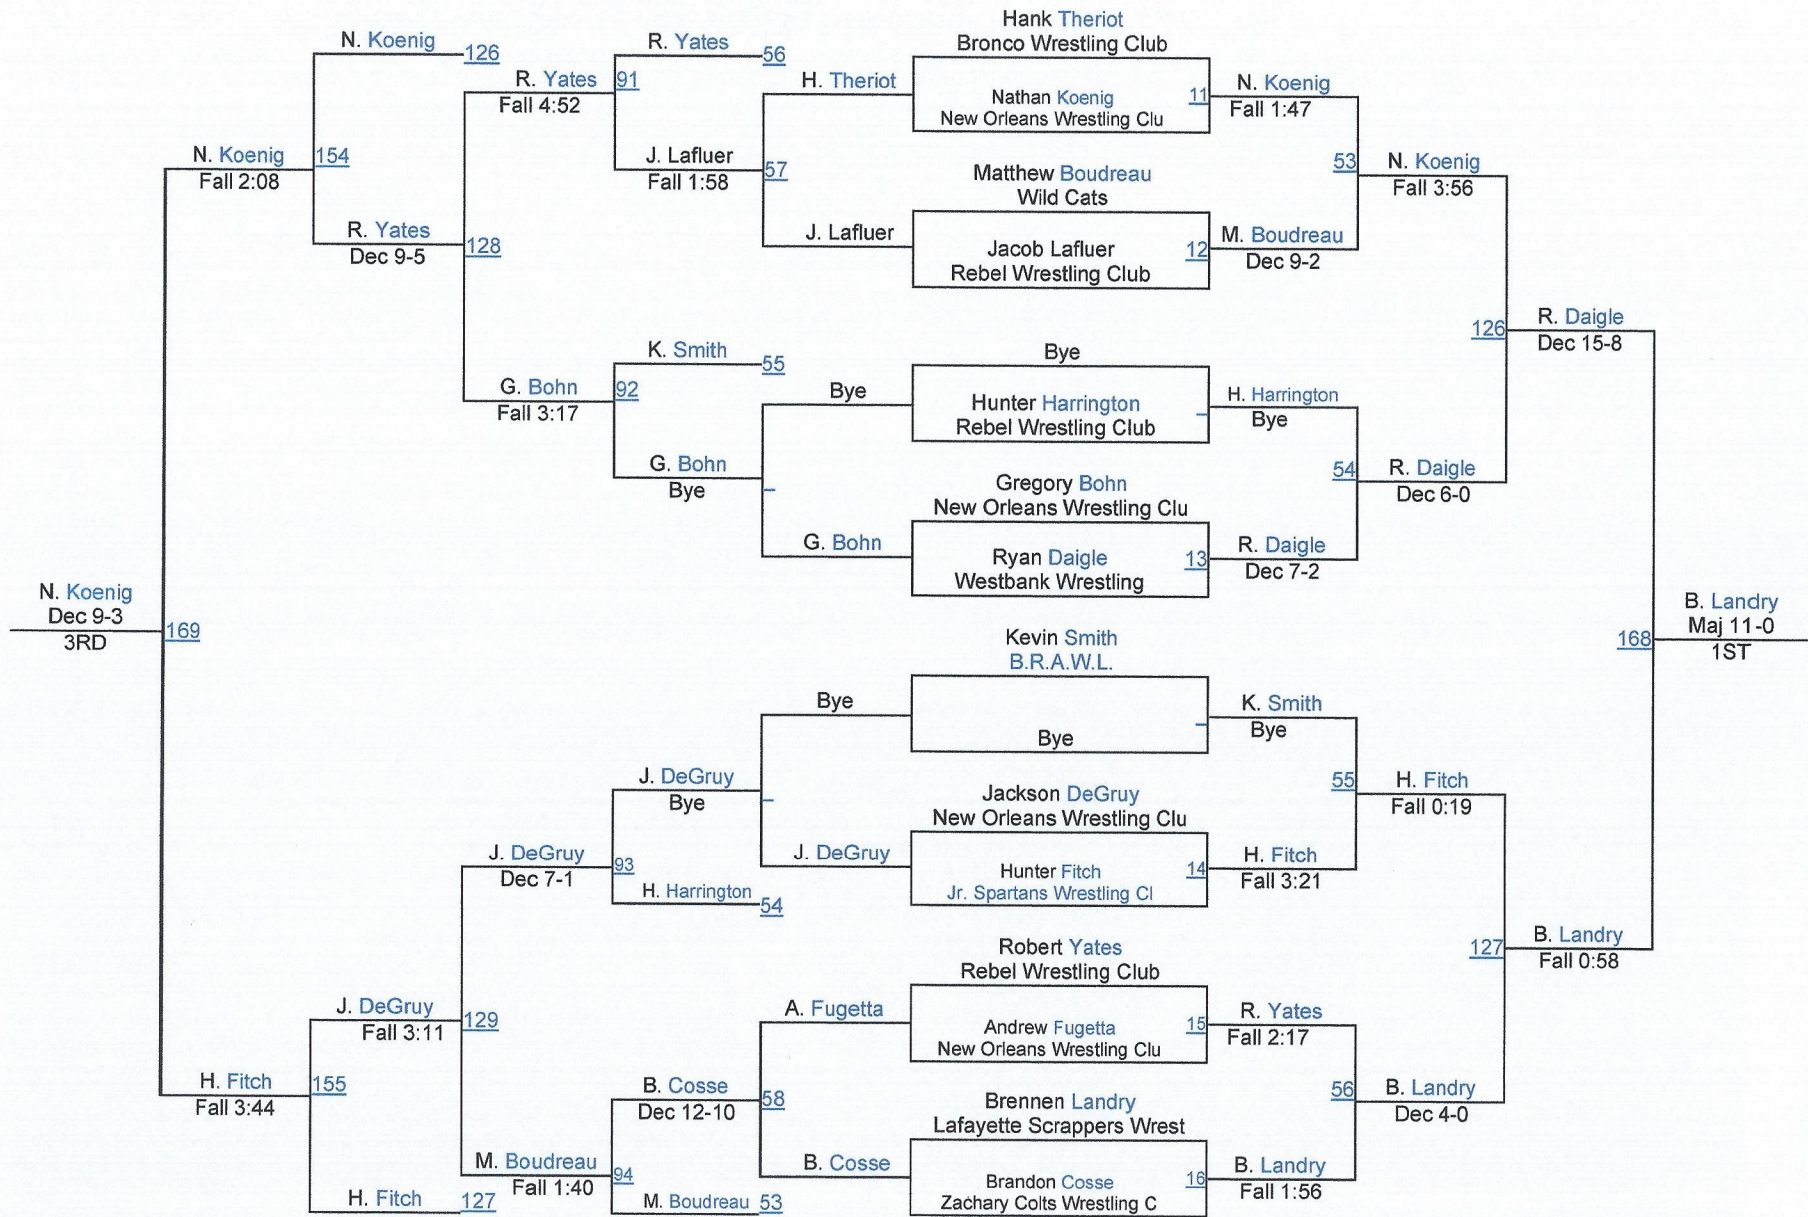 Hank Theriot
Bronco Wrestling Club
N. Koenig
126
R. Yates
56
R. Yates
91
Fall 4:52
H. Theriot
Nathan Koenig
11
New Orleans Wrestling Clu
N. Koenig
Fall 1:47
N. Koenig
154
Fall 2:08
J. Lafluer
57
Fall 1:58
Matthew Boudreau
Wild Cats
53
N. Koenig
Fall 3:56
R. Yates
128
Dec 9-5
J. Lafluer
Jacob Lafluer
12
Rebel Wrestling Club
M. Boudreau
Dec 9-2
126
R. Daigle
Dec 15-8
K. Smith
55
Bye
G. Bohn
92
Fall 3:17
Bye
Hunter Harrington
Rebel Wrestling Club
H. Harrington
Bye
G. Bohn
Bye
Gregory Bohn
New Orleans Wrestling Clu
54
R. Daigle
Dec 6-0
G. Bohn
Ryan Daigle
13
Westbank Wrestling
R. Daigle
Dec 7-2
N. Koenig
Dec 9-3
3RD
169
Kevin Smith
B.R.A.W.L.
168
B. Landry
Maj 11-0
1ST
Bye
Bye
K. Smith
Bye
J. DeGruy
Bye
Jackson DeGruy
New Orleans Wrestling Clu
55
H. Fitch
Fall 0:19
J. DeGruy
93
Dec 7-1
J. DeGruy
Hunter Fitch
14
Jr. Spartans Wrestling Cl
H. Fitch
Fall 3:21
H. Harrington
54
Robert Yates
Rebel Wrestling Club
127
B. Landry
Fall 0:58
J. DeGruy
129
Fall 3:11
A. Fugetta
Andrew Fugetta
15
New Orleans Wrestling Clu
R. Yates
Fall 2:17
H. Fitch
155
Fall 3:44
B. Cosse
58
Dec 12-10
Brennen Landry
Lafayette Scrappers Wrest
56
B. Landry
Dec 4-0
M. Boudreau
94
Fall 1:40
B. Cosse
Brandon Cosse
16
Zachary Colts Wrestling C
B. Landry
Fall 1:56
H. Fitch
127
M. Boudreau
53